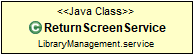 <<Java Class>>
ReturnScreenService
LibraryManagement.service